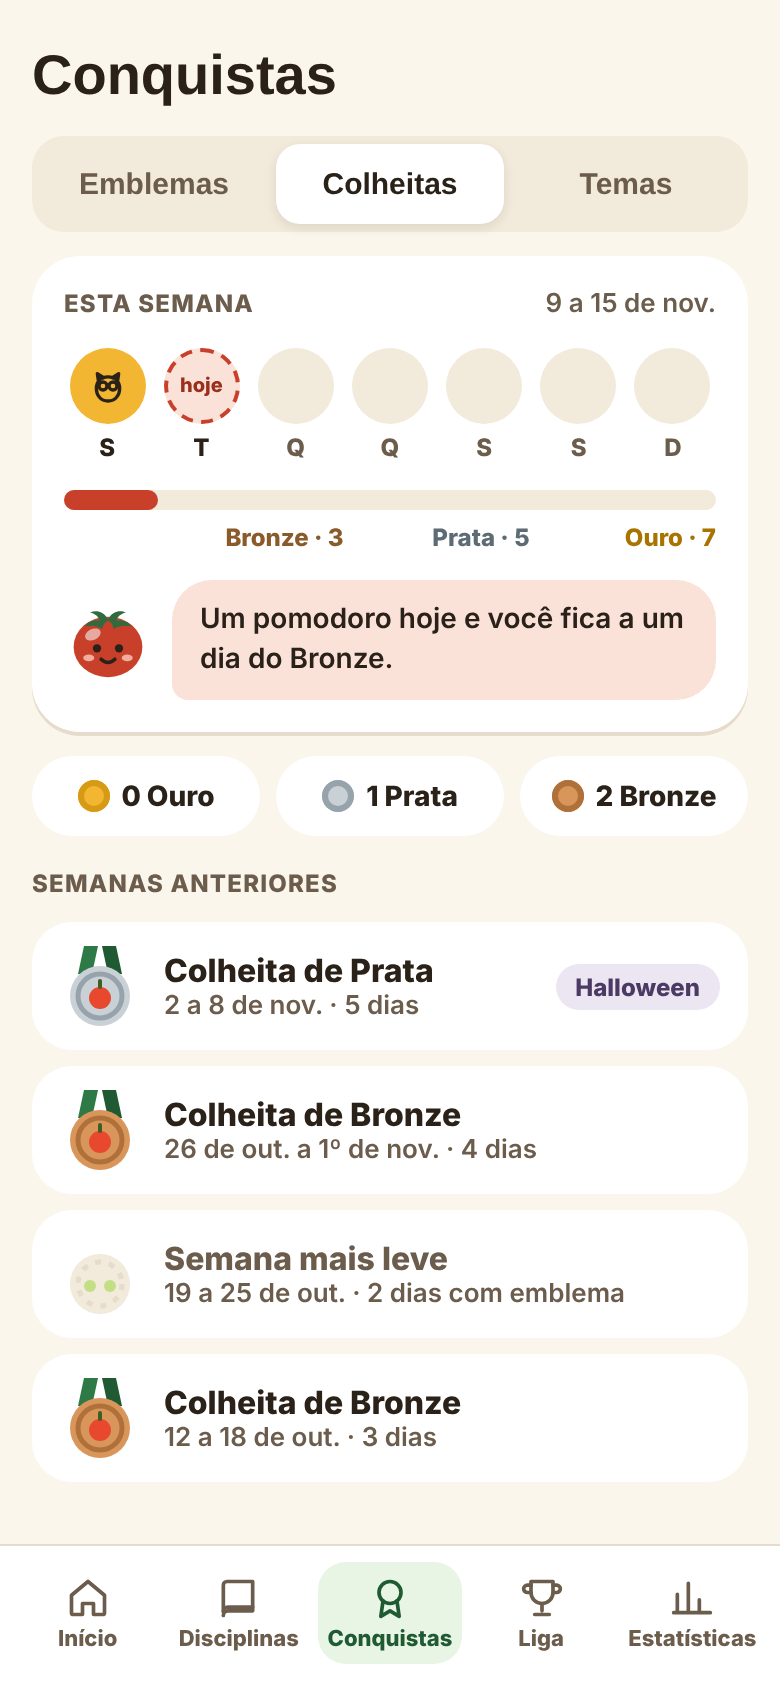 Conquistas
Emblemas Colheitas Temas
ESTA SEMANA 9 a 15 de nov.
hoje
S T Q Q S S D
Bronze · 3 Prata · 5 Ouro · 7
Um pomodoro hoje e você fica a um
dia do Bronze.
0 Ouro 1 Prata 2 Bronze
SEMANAS ANTERIORES
Colheita de Prata
2 a 8 de nov. · 5 dias
Halloween
Colheita de Bronze
26 de out. a 1º de nov. · 4 dias
Semana mais leve
19 a 25 de out. · 2 dias com emblema
Colheita de Bronze
12 a 18 de out. · 3 dias
Início Disciplinas Conquistas Liga Estatísticas